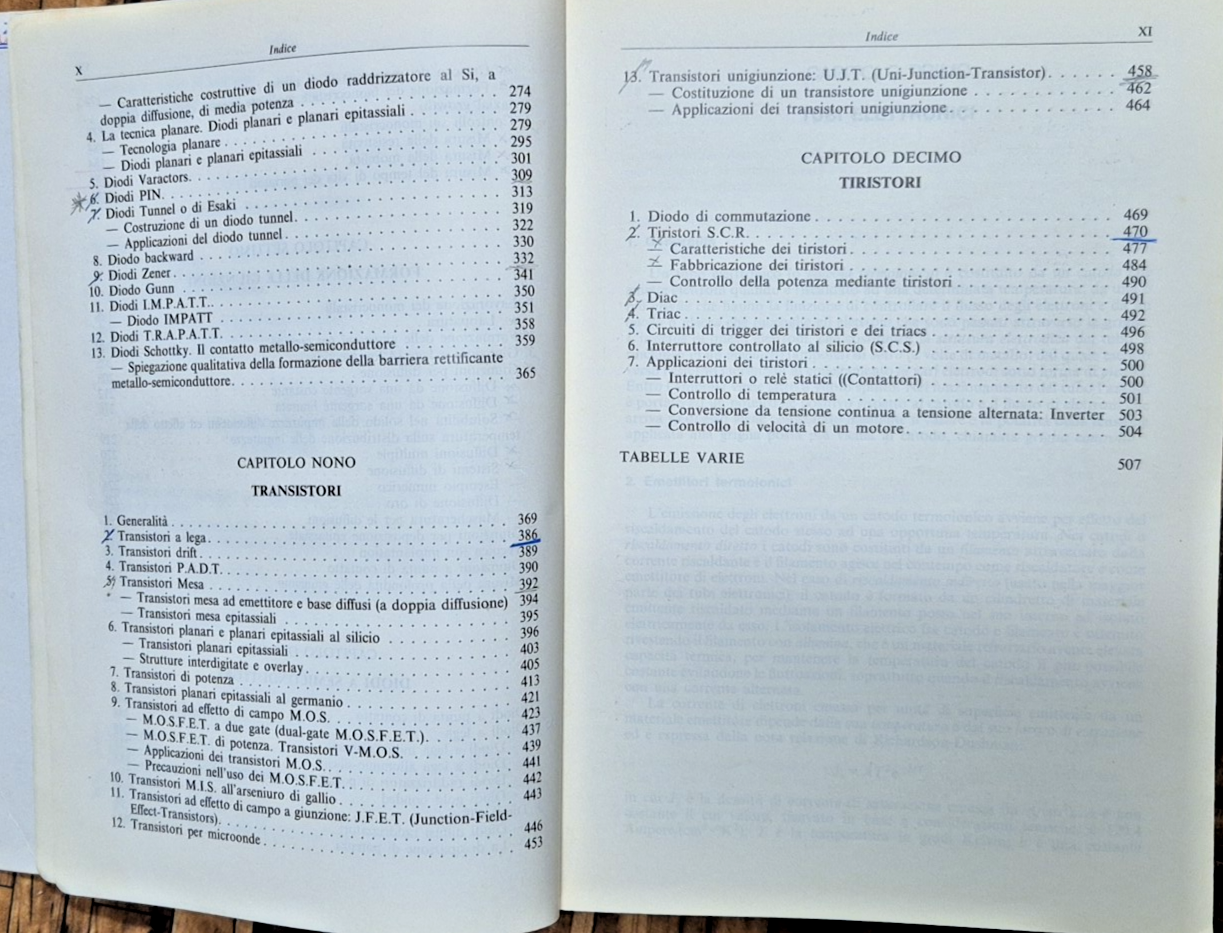 X
Indice
— Caratteristiche costruttive di un diodo raddrizzatore al Si, a
doppia diffusione, di media potenza . . . . . . . . . . . . . . . . 274
4. La tecnica planare. Diodi planari e planari epitassiali . . . . . . . . 279
— Tecnologia planare . . . . . . . . . . . . . . . . . . . . . . . 279
— Diodi planari e planari epitassiali . . . . . . . . . . . . . . . 295
5. Diodi Varactors. . . . . . . . . . . . . . . . . . . . . . . . . . 301
6. Diodi PIN. . . . . . . . . . . . . . . . . . . . . . . . . . . . . 309
7. Diodi Tunnel o di Esaki . . . . . . . . . . . . . . . . . . . . . . 313
— Costruzione di un diodo tunnel. . . . . . . . . . . . . . . . . . 319
— Applicazioni del diodo tunnel . . . . . . . . . . . . . . . . . . 322
8. Diodo backward . . . . . . . . . . . . . . . . . . . . . . . . . . 330
9. Diodi Zener . . . . . . . . . . . . . . . . . . . . . . . . . . . . 332
10. Diodo Gunn . . . . . . . . . . . . . . . . . . . . . . . . . . . . 341
11. Diodi I.M.P.A.T.T. . . . . . . . . . . . . . . . . . . . . . . . . 350
— Diodo IMPATT . . . . . . . . . . . . . . . . . . . . . . . . . . 351
12. Diodi T.R.A.P.A.T.T. . . . . . . . . . . . . . . . . . . . . . . . 358
13. Diodi Schottky. Il contatto metallo-semiconduttore . . . . . . . . . 359
— Spiegazione qualitativa della formazione della barriera rettificante
metallo-semiconduttore. . . . . . . . . . . . . . . . . . . . . . . . 365
CAPITOLO NONO
TRANSISTORI
1. Generalità . . . . . . . . . . . . . . . . . . . . . . . . . . . . 369
2. Transistori a lega . . . . . . . . . . . . . . . . . . . . . . . . . 386
3. Transistori drift. . . . . . . . . . . . . . . . . . . . . . . . . . 389
4. Transistori P.A.D.T. . . . . . . . . . . . . . . . . . . . . . . . . 390
5. Transistori Mesa . . . . . . . . . . . . . . . . . . . . . . . . . . 392
— Transistori mesa ad emettitore e base diffusi (a doppia diffusione) 394
— Transistori mesa epitassiali . . . . . . . . . . . . . . . . . . . 395
6. Transistori planari e planari epitassiali al silicio . . . . . . . . . 396
— Transistori planari epitassiali . . . . . . . . . . . . . . . . . . 403
— Strutture interdigitate e overlay . . . . . . . . . . . . . . . . . 405
7. Transistori di potenza . . . . . . . . . . . . . . . . . . . . . . . 413
8. Transistori planari epitassiali al germanio . . . . . . . . . . . . . 421
9. Transistori ad effetto di campo M.O.S. . . . . . . . . . . . . . . . 423
— M.O.S.F.E.T. a due gate (dual-gate M.O.S.F.E.T.). . . . . . . . . . 437
— M.O.S.F.E.T. di potenza. Transistori V-M.O.S. . . . . . . . . . . . 439
— Applicazioni dei transistori M.O.S. . . . . . . . . . . . . . . . . 441
— Precauzioni nell'uso dei M.O.S.F.E.T. . . . . . . . . . . . . . . . 442
10. Transistori M.I.S. all'arseniuro di gallio . . . . . . . . . . . . . 443
11. Transistori ad effetto di campo a giunzione: J.F.E.T. (Junction-Field-
Effect-Transistors). . . . . . . . . . . . . . . . . . . . . . . . . . 446
12. Transistori per microonde . . . . . . . . . . . . . . . . . . . . . 453
Indice
XI
13. Transistori unigiunzione: U.J.T. (Uni-Junction-Transistor) . . . . . 458
— Costituzione di un transistore unigiunzione . . . . . . . . . . . . 462
— Applicazioni dei transistori unigiunzione . . . . . . . . . . . . . 464
CAPITOLO DECIMO
TIRISTORI
1. Diodo di commutazione . . . . . . . . . . . . . . . . . . . . . . . 469
2. Tiristori S.C.R. . . . . . . . . . . . . . . . . . . . . . . . . . . 470
— Caratteristiche dei tiristori . . . . . . . . . . . . . . . . . . . 477
— Fabbricazione dei tiristori . . . . . . . . . . . . . . . . . . . . 484
— Controllo della potenza mediante tiristori . . . . . . . . . . . . . 490
3. Diac . . . . . . . . . . . . . . . . . . . . . . . . . . . . . . . . 491
4. Triac . . . . . . . . . . . . . . . . . . . . . . . . . . . . . . . 492
5. Circuiti di trigger dei tiristori e dei triacs . . . . . . . . . . . . 496
6. Interruttore controllato al silicio (S.C.S.) . . . . . . . . . . . . 498
7. Applicazioni dei tiristori . . . . . . . . . . . . . . . . . . . . . 500
— Interruttori o relè statici ((Contattori) . . . . . . . . . . . . . 500
— Controllo di temperatura . . . . . . . . . . . . . . . . . . . . . . 501
— Conversione da tensione continua a tensione alternata: Inverter 503
— Controllo di velocità di un motore. . . . . . . . . . . . . . . . . 504
TABELLE VARIE 507